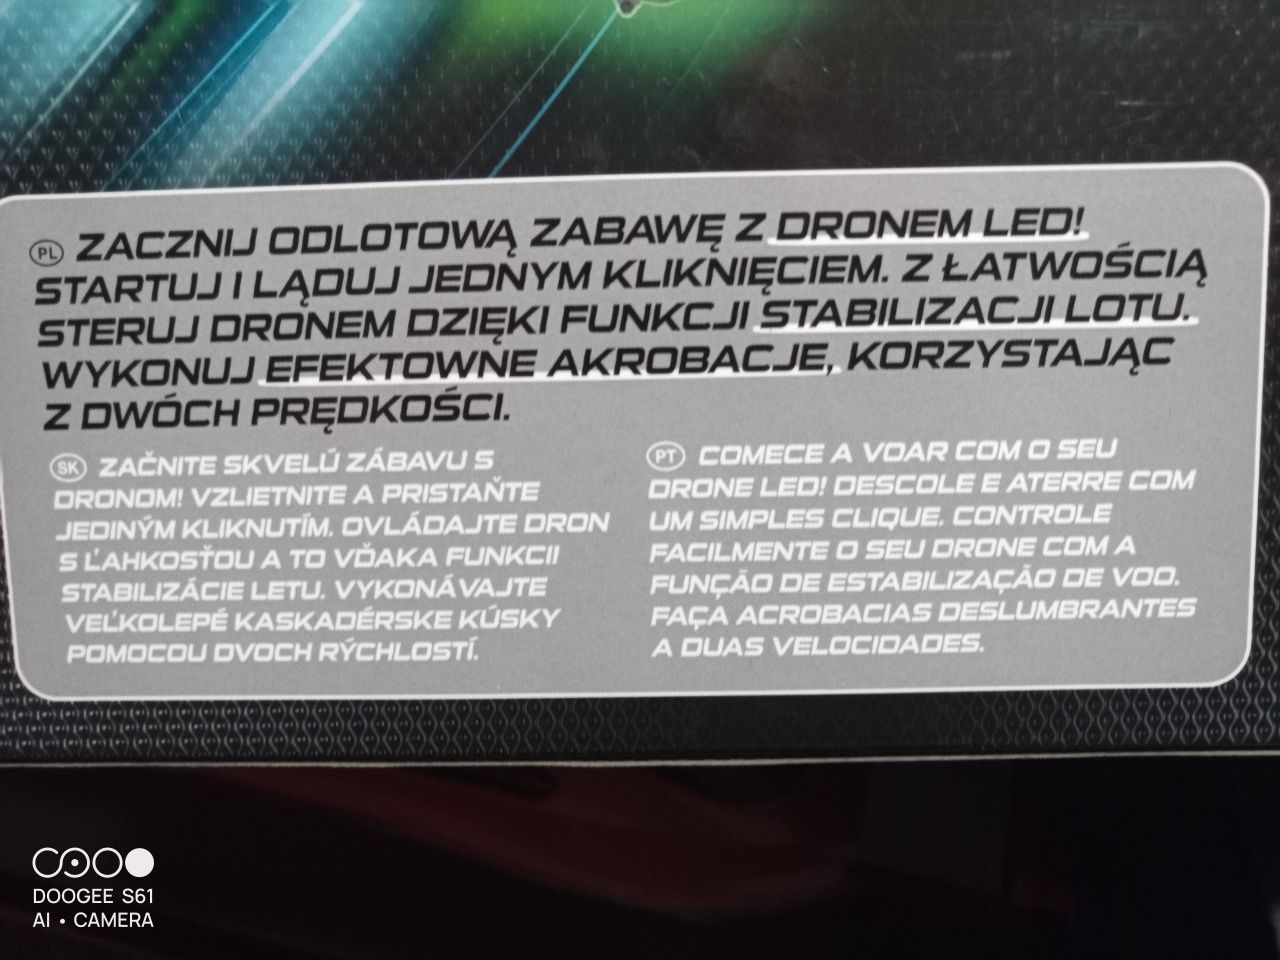 PL ZACZNIJ ODLOTOWĄ ZABAWĘ Z DRONEM LED!
STARTUJ I LĄDUJ JEDNYM KLIKNIĘCIEM. Z ŁATWOŚCIĄ
STERUJ DRONEM DZIĘKI FUNKCJI STABILIZACJI LOTU.
WYKONUJ EFEKTOWNE AKROBACJE, KORZYSTAJĄC
Z DWÓCH PRĘDKOŚCI.
SK ZAČNITE SKVELÚ ZÁBAVU S
DRONOM! VZLIETNITE A PRISTAŇTE
JEDINÝM KLIKNUTÍM. OVLÁDAJTE DRON
S ĽAHKOSŤOU A TO VĎAKA FUNKCII
STABILIZÁCIE LETU. VYKONÁVAJTE
VEĽKOLEPÉ KASKADÉRSKE KÚSKY
POMOCOU DVOCH RÝCHLOSTÍ.
PT COMECE A VOAR COM O SEU
DRONE LED! DESCOLE E ATERRE COM
UM SIMPLES CLIQUE. CONTROLE
FACILMENTE O SEU DRONE COM A
FUNÇÃO DE ESTABILIZAÇÃO DE VOO.
FAÇA ACROBACIAS DESLUMBRANTES
A DUAS VELOCIDADES.
DOOGEE S61
AI • CAMERA